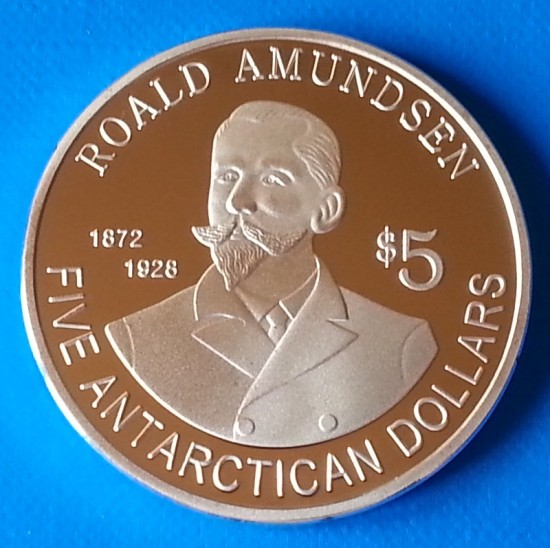 ROALD AMUNDSEN
1872
1928
$5
FIVE ANTARCTICAN DOLLARS